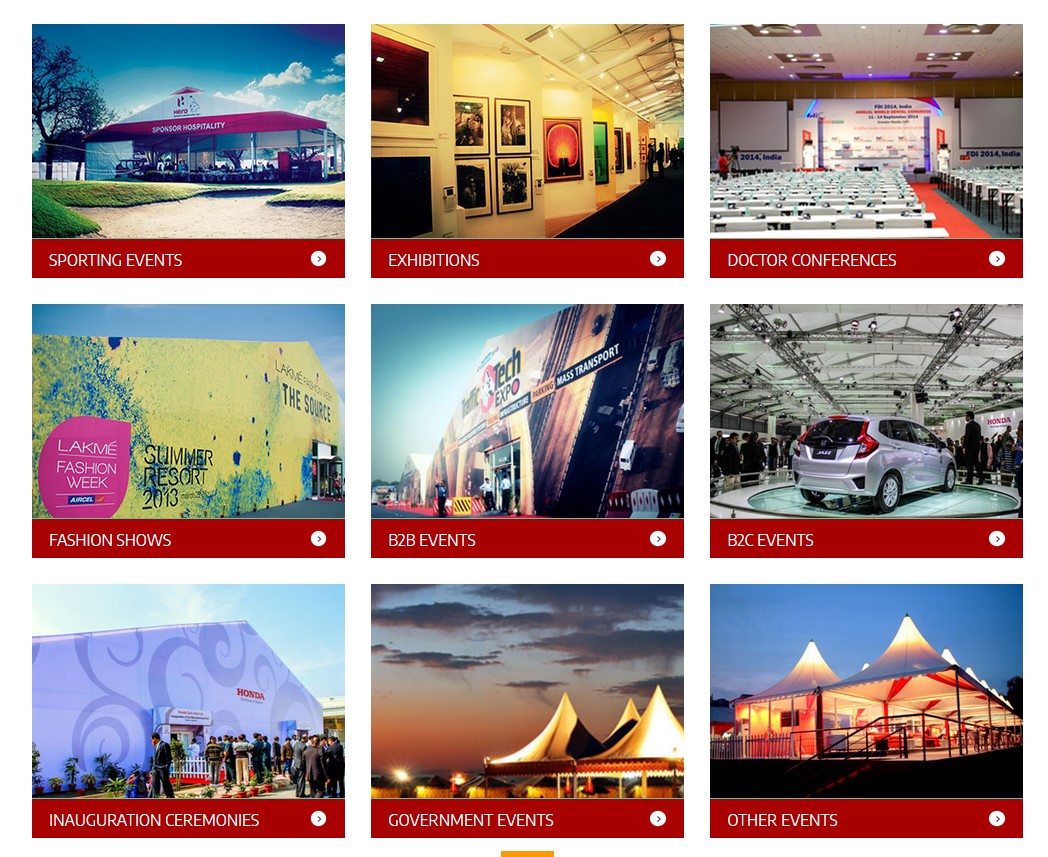 Hero
SPONSOR HOSPITALITY
SPORTING EVENTS
EXHIBITIONS
FDI 2014, India
ANNUAL WORLD DENTAL CONGRESS
11 - 14 September 2014
2014, India
FDI 2014, India
DOCTOR CONFERENCES
LAKMÉ FASHION WEEK
THE SOURCE
LAKMÉ
FASHION
WEEK
AIRCEL
SUMMER
RESORT
2013
FASHION SHOWS
Traffic
Tech
EXPO
INFRASTRUCTURE PARKING MASS TRANSPORT
B2B EVENTS
HONDA
JAZZ
B2C EVENTS
HONDA
INAUGURATION CEREMONIES
GOVERNMENT EVENTS
OTHER EVENTS